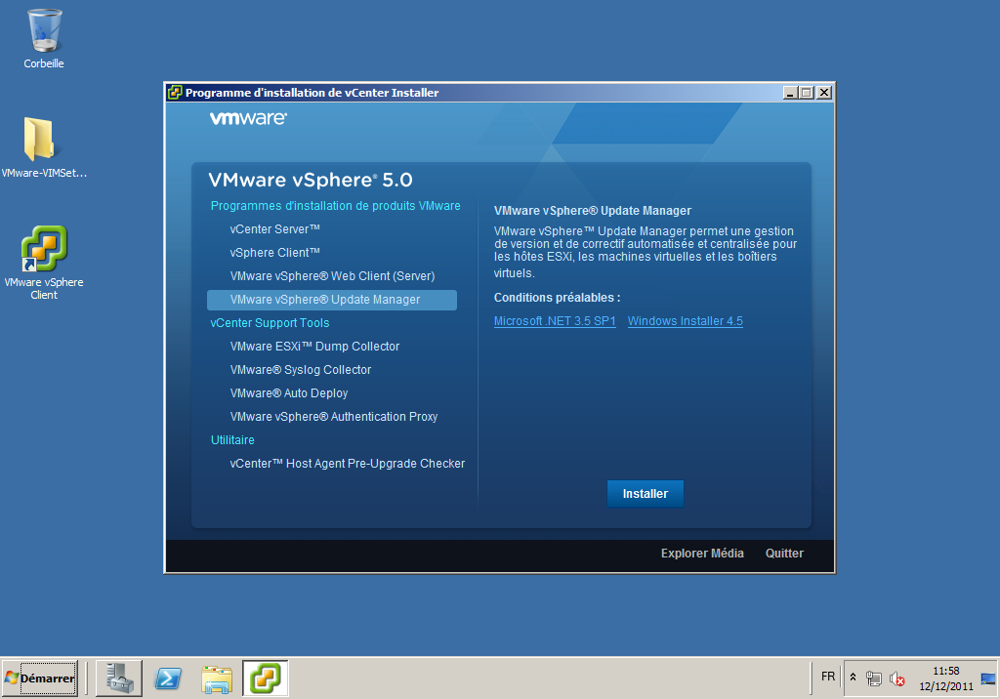 Corbeille
VMware-VIMSet...
VMware vSphere
Client
Programme d'installation de vCenter Installer
vmware®
VMware vSphere® 5.0
Programmes d'installation de produits VMware
vCenter Server™
vSphere Client™
VMware vSphere® Web Client (Server)
VMware vSphere® Update Manager
vCenter Support Tools
VMware ESXi™ Dump Collector
VMware® Syslog Collector
VMware® Auto Deploy
VMware vSphere® Authentication Proxy
Utilitaire
vCenter™ Host Agent Pre-Upgrade Checker
VMware vSphere® Update Manager
VMware vSphere™ Update Manager permet une gestion
de version et de correctif automatisée et centralisée pour
les hôtes ESXi, les machines virtuelles et les boîtiers
virtuels.
Conditions préalables :
Microsoft .NET 3.5 SP1 Windows Installer 4.5
Installer
Explorer Média Quitter
Démarrer
FR
11:58
12/12/2011